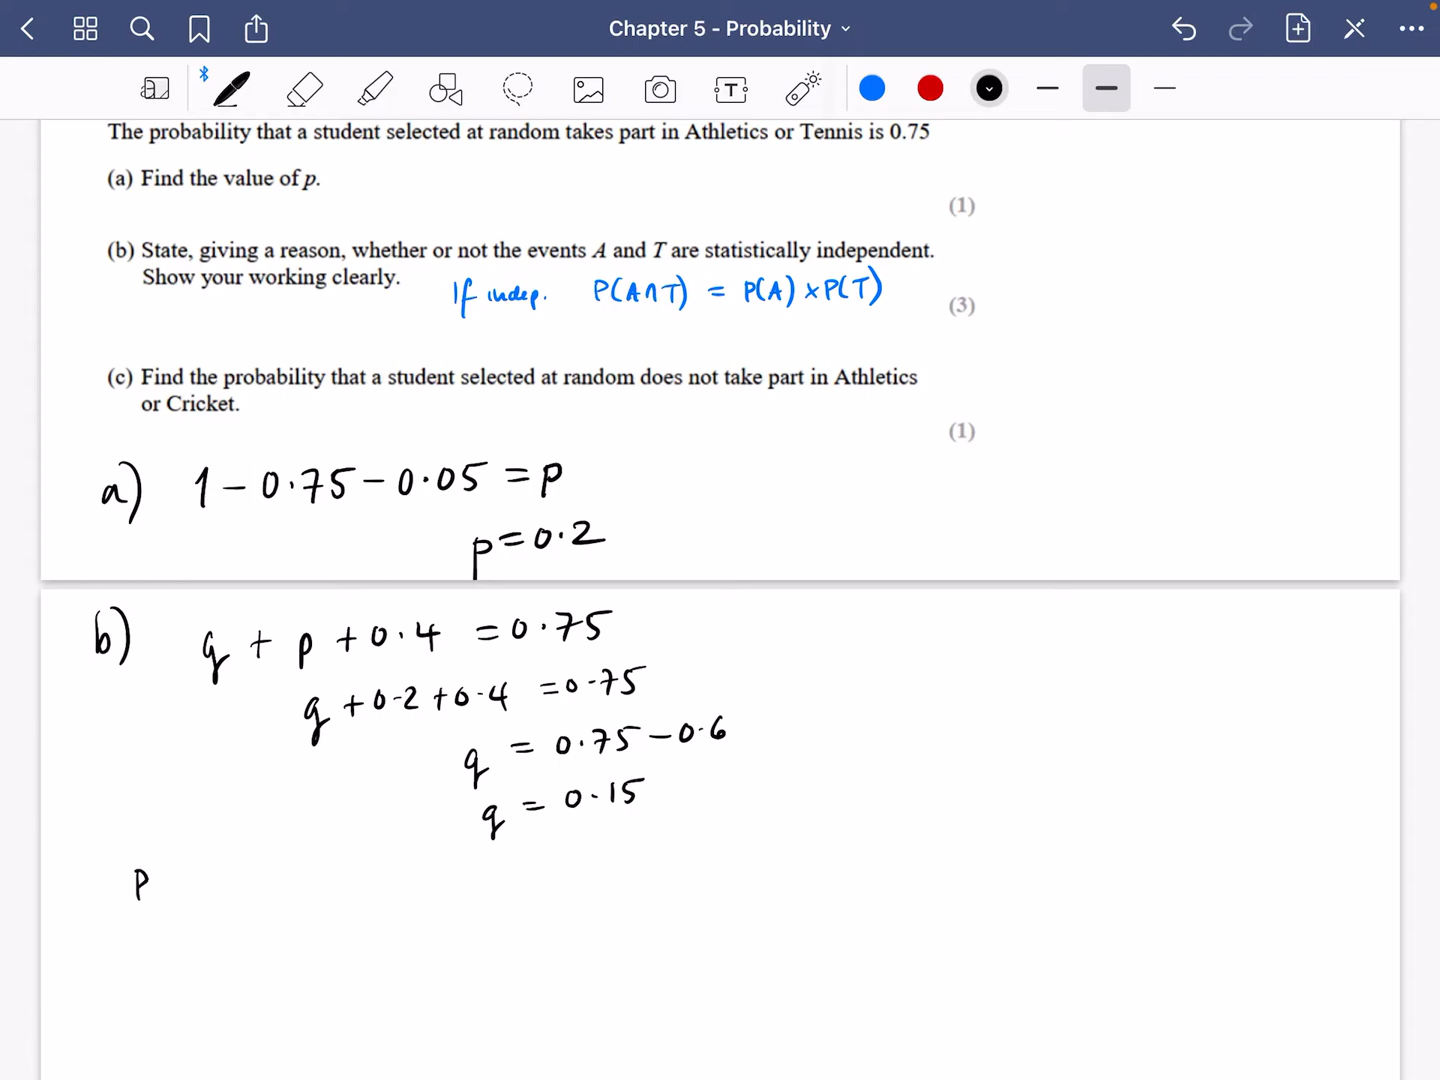 Chapter 5 - Probability
The probability that a student selected at random takes part in Athletics or Tennis is 0.75
(a) Find the value of p.
(1)
(b) State, giving a reason, whether or not the events A and T are statistically independent.
Show your working clearly.
If indep. P(A∩T) = P(A) × P(T)
(3)
(c) Find the probability that a student selected at random does not take part in Athletics
or Cricket.
(1)
a) 1 - 0.75 - 0.05 = p
p = 0.2
b) q + p + 0.4 = 0.75
q + 0.2 + 0.4 = 0.75
q = 0.75 - 0.6
q = 0.15
P